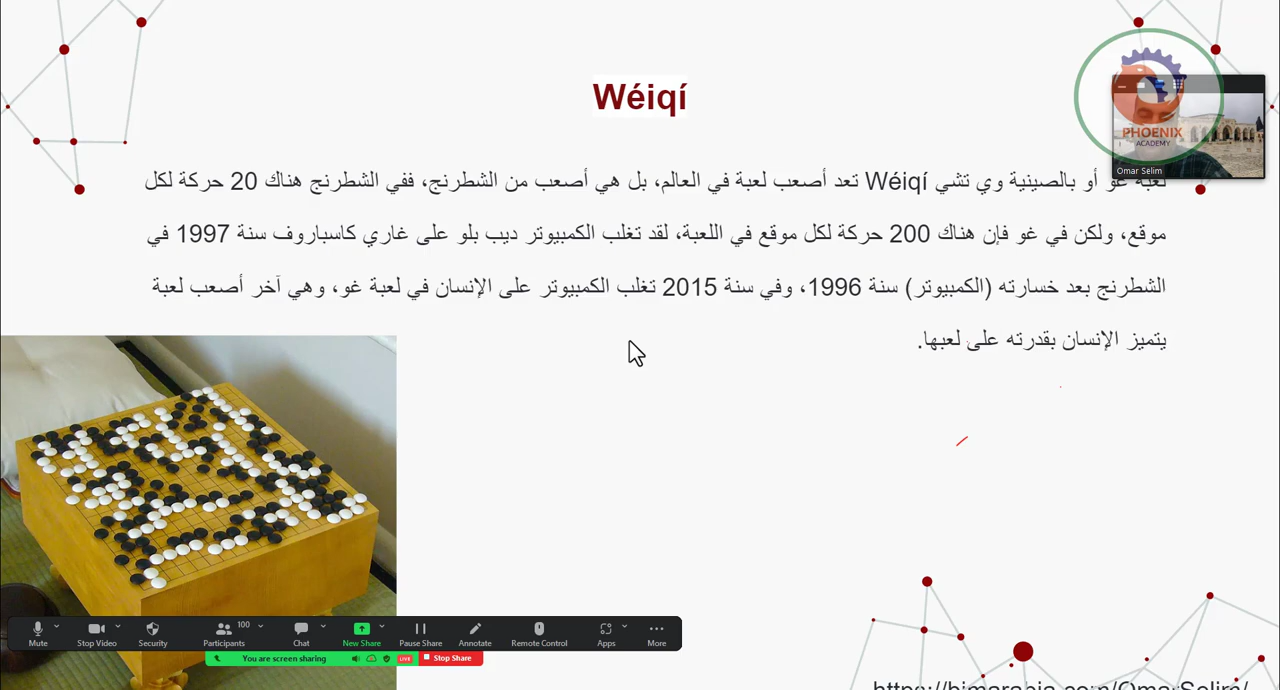 Wéiqí
PHOENIX
ACADEMY
Omar Selim
لعبة غو أو بالصينية وي تشي Wéiqí تعد أصعب لعبة في العالم، بل هي أصعب من الشطرنج، ففي الشطرنج هناك 20 حركة لكل
موقع، ولكن في غو فإن هناك 200 حركة لكل موقع في اللعبة، لقد تغلب الكمبيوتر ديب بلو على غاري كاسباروف سنة 1997 في
الشطرنج بعد خسارته (الكمبيوتر) سنة 1996، وفي سنة 2015 تغلب الكمبيوتر على الإنسان في لعبة غو، وهي آخر أصعب لعبة
يتميز الإنسان بقدرته على لعبها.
Mute Stop Video Security Participants 100 Chat New Share Pause Share Annotate Remote Control Apps More
You are screen sharing LIVE Stop Share
https://bimarabia.com/OmarSelim/